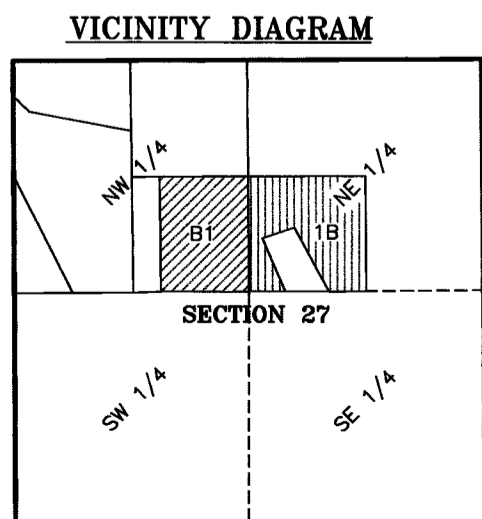 VICINITY DIAGRAM
NW 1/4
NE 1/4
B1
1B
SECTION 27
SW 1/4
SE 1/4